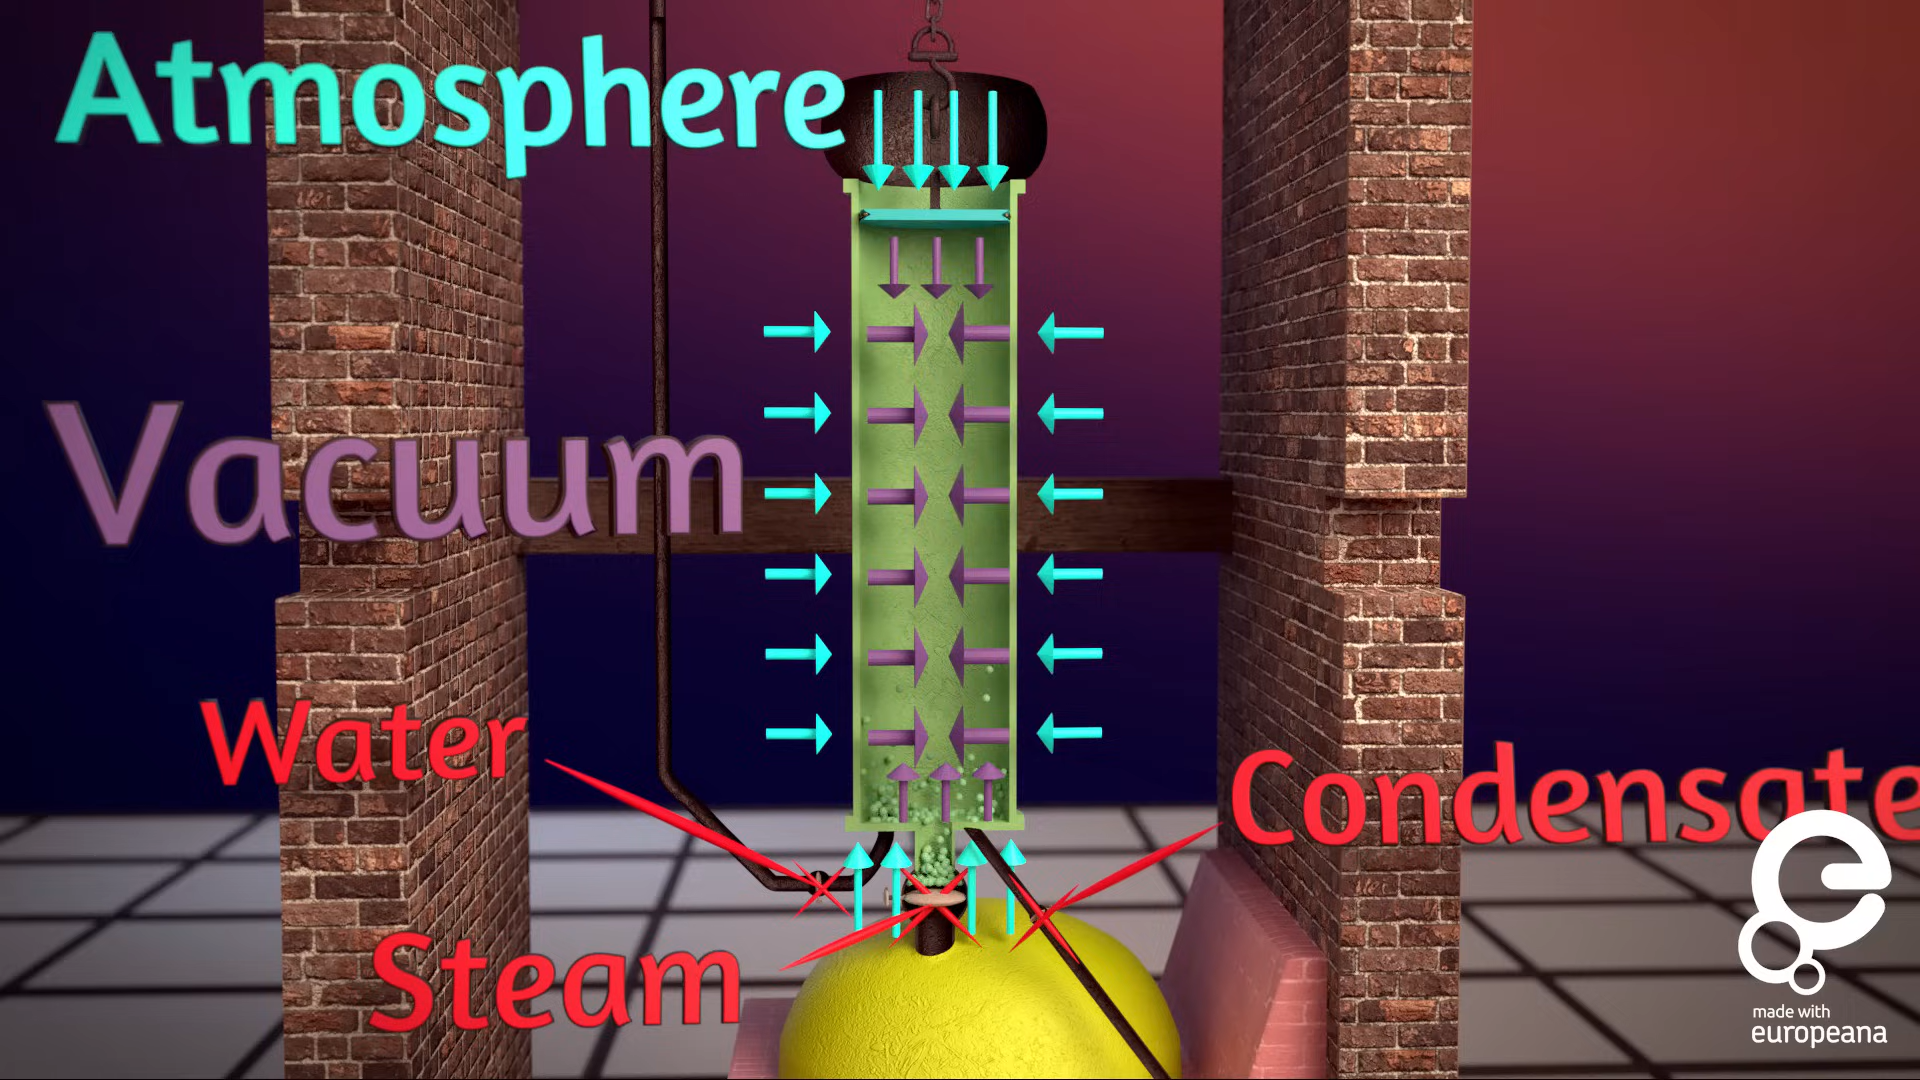 Atmosphere
Vacuum
Water
Condensate
Steam
made with
europeana